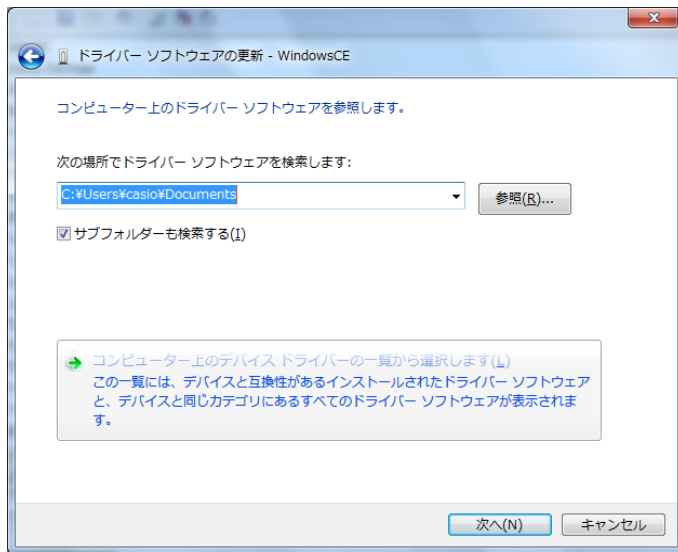 ドライバー ソフトウェアの更新 - WindowsCE
コンピューター上のドライバー ソフトウェアを参照します。
次の場所でドライバー ソフトウェアを検索します:
C:¥Users¥casio¥Documents
参照(R)...
サブフォルダーも検索する(I)
コンピューター上のデバイス ドライバーの一覧から選択します(L)
この一覧には、デバイスと互換性があるインストールされたドライバー ソフトウェア
と、デバイスと同じカテゴリにあるすべてのドライバー ソフトウェアが表示されま
す。
次へ(N)
キャンセル